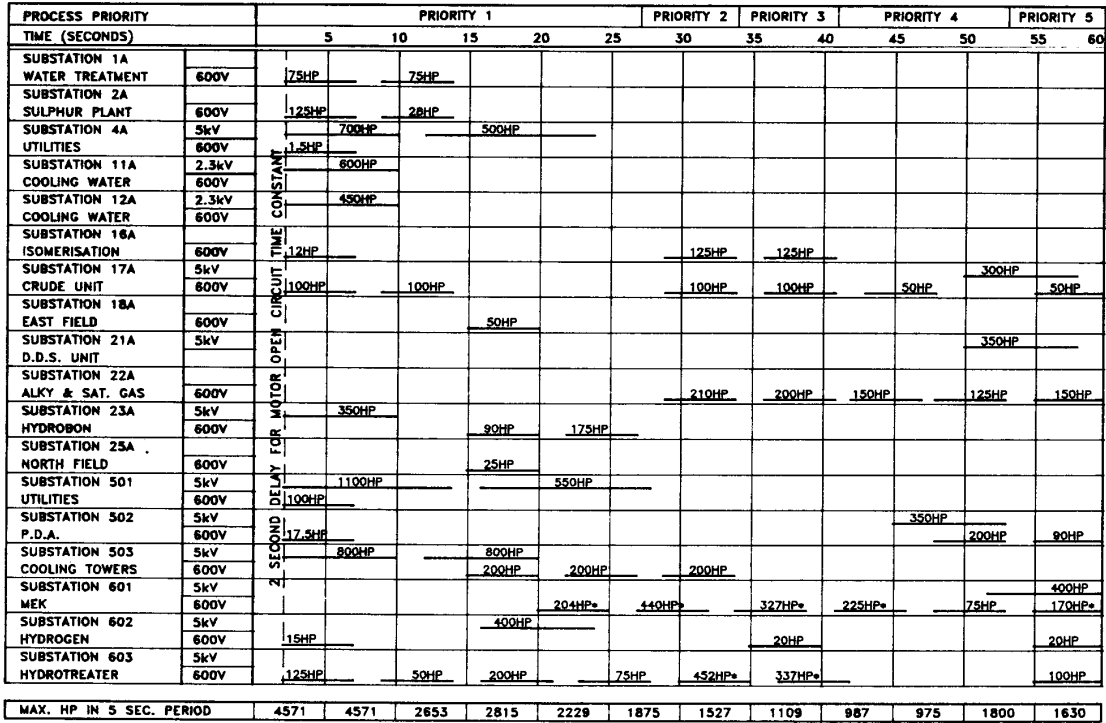 PROCESS PRIORITY PRIORITY 1 PRIORITY 2 PRIORITY 3 PRIORITY 4 PRIORITY 5
TIME (SECONDS) 5 10 15 20 25 30 35 40 45 50 55 60
SUBSTATION 1A
WATER TREATMENT 600V 75HP 75HP
SUBSTATION 2A
SULPHUR PLANT 600V 125HP 28HP
SUBSTATION 4A 5kV 700HP 500HP
UTILITIES 600V 1.5HP
SUBSTATION 11A 2.3kV 600HP
COOLING WATER 600V
SUBSTATION 12A 2.3kV 450HP
COOLING WATER 600V
SUBSTATION 16A
ISOMERISATION 600V 12HP 125HP 125HP
SUBSTATION 17A 5kV 300HP
CRUDE UNIT 600V 100HP 100HP 100HP 100HP 50HP 50HP
SUBSTATION 18A
EAST FIELD 600V 50HP
SUBSTATION 21A 5kV 350HP
D.D.S. UNIT
SUBSTATION 22A
ALKY & SAT. GAS 600V 210HP 200HP 150HP 125HP 150HP
SUBSTATION 23A 5kV 350HP
HYDROBON 600V 90HP 175HP
SUBSTATION 25A .
NORTH FIELD 600V 25HP
SUBSTATION 501 5kV 1100HP 550HP
UTILITIES 600V 100HP
SUBSTATION 502 5kV 350HP
P.D.A. 600V 17.5HP 200HP 90HP
SUBSTATION 503 5kV 800HP 800HP
COOLING TOWERS 600V 200HP 200HP 200HP
SUBSTATION 601 5kV 400HP
MEK 600V 204HP* 440HP* 327HP* 225HP* 75HP 170HP*
SUBSTATION 602 5kV 400HP
HYDROGEN 600V 15HP 20HP 20HP
SUBSTATION 603 5kV
HYDROTREATER 600V 125HP 50HP 200HP 75HP 452HP* 337HP* 100HP
2 SECOND DELAY FOR MOTOR OPEN CIRCUIT TIME CONSTANT
MAX. HP IN 5 SEC. PERIOD 4571 4571 2653 2815 2229 1875 1527 1109 987 975 1800 1630